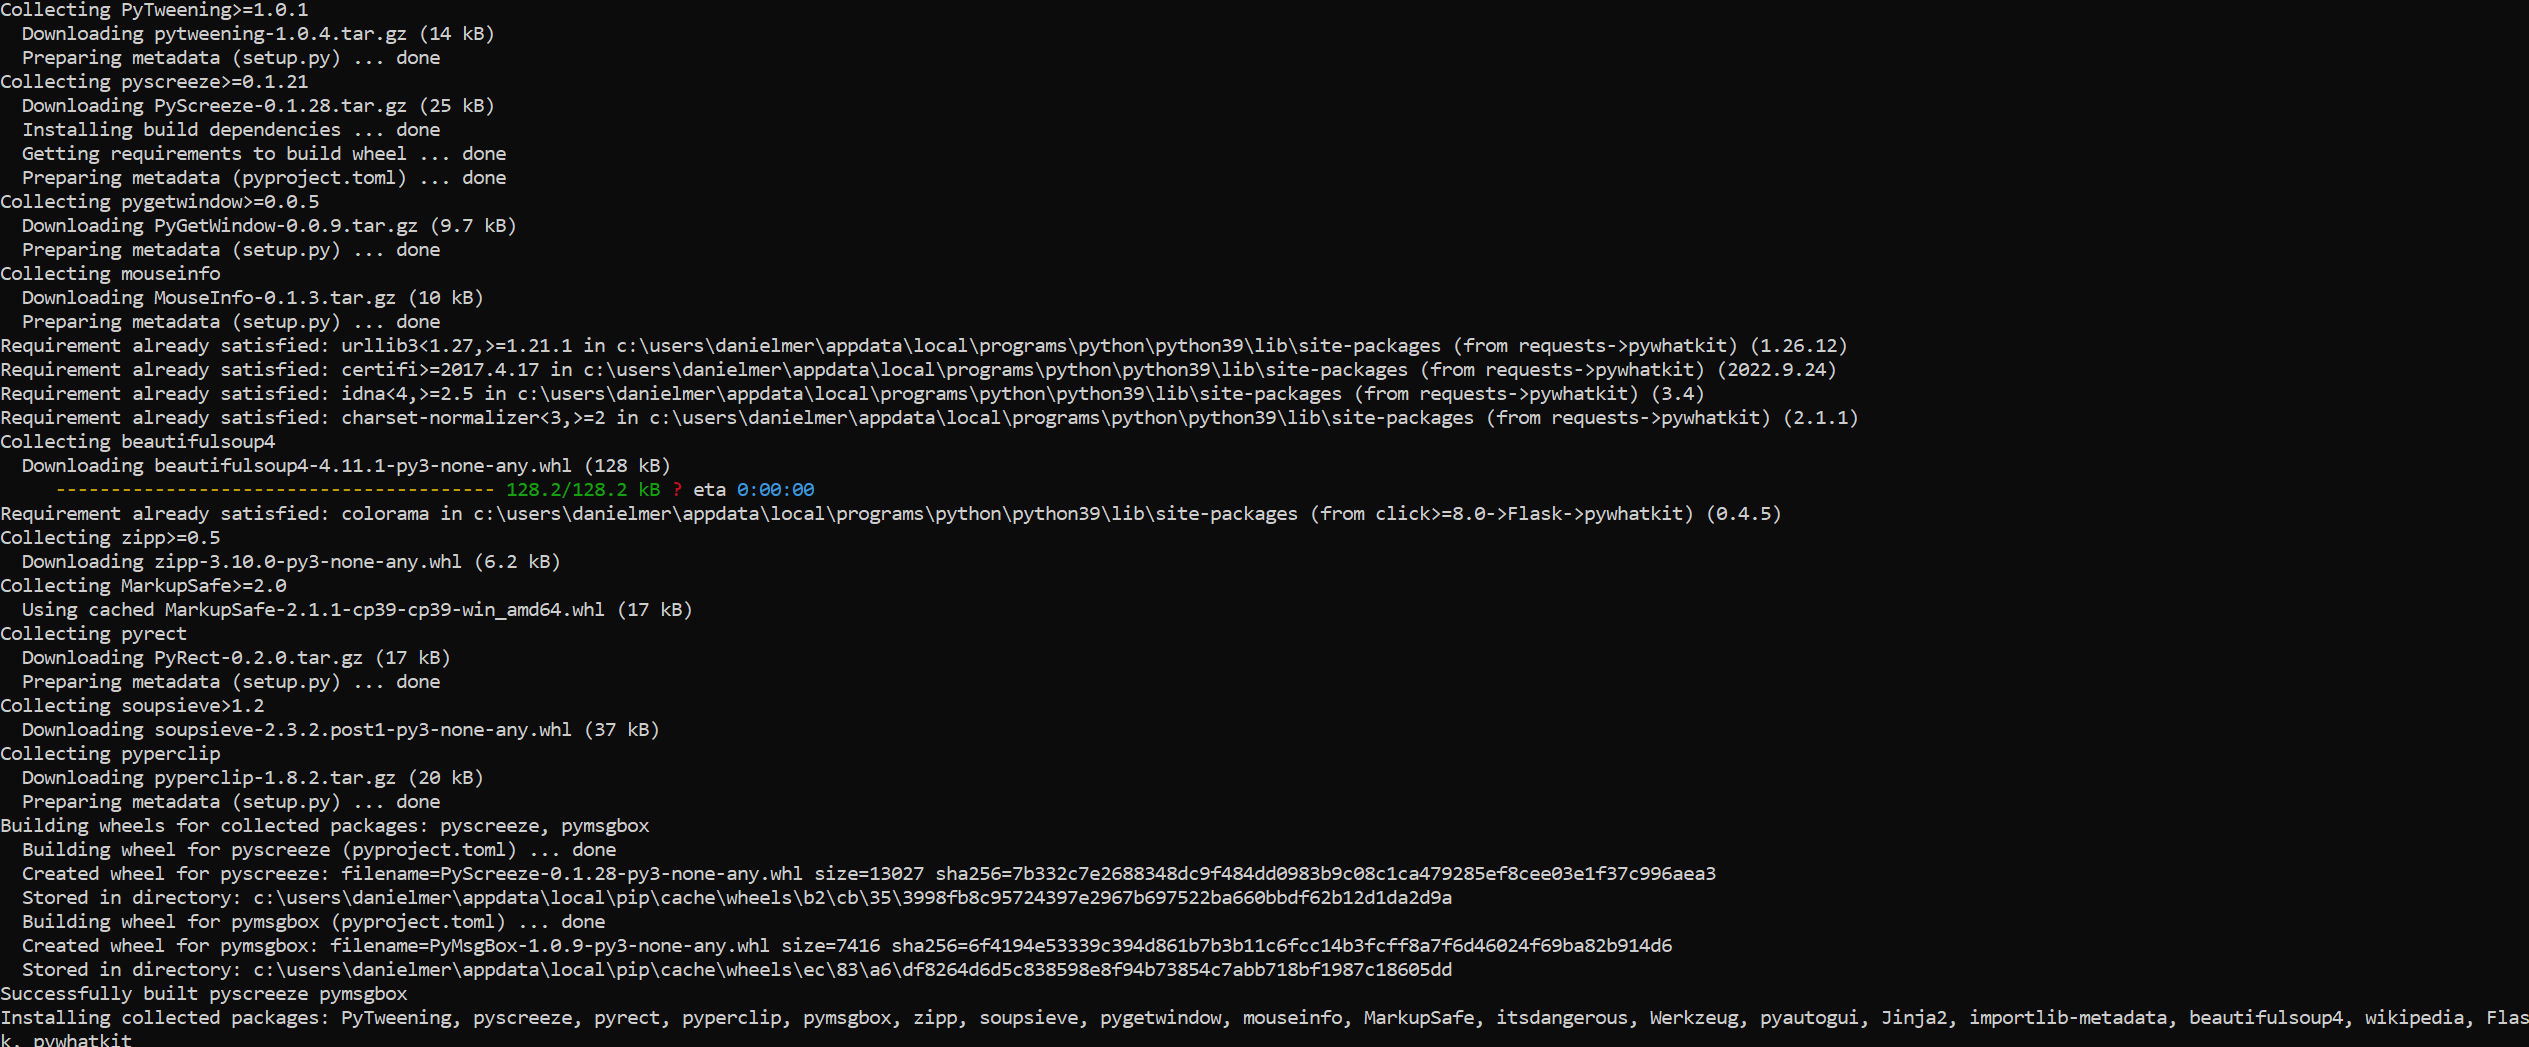 Collecting PyTweening>=1.0.1
  Downloading pytweening-1.0.4.tar.gz (14 kB)
  Preparing metadata (setup.py) ... done
Collecting pyscreeze>=0.1.21
  Downloading PyScreeze-0.1.28.tar.gz (25 kB)
  Installing build dependencies ... done
  Getting requirements to build wheel ... done
  Preparing metadata (pyproject.toml) ... done
Collecting pygetwindow>=0.0.5
  Downloading PyGetWindow-0.0.9.tar.gz (9.7 kB)
  Preparing metadata (setup.py) ... done
Collecting mouseinfo
  Downloading MouseInfo-0.1.3.tar.gz (10 kB)
  Preparing metadata (setup.py) ... done
Requirement already satisfied: urllib3<1.27,>=1.21.1 in c:\users\danielmer\appdata\local\programs\python\python39\lib\site-packages (from requests->pywhatkit) (1.26.12)
Requirement already satisfied: certifi>=2017.4.17 in c:\users\danielmer\appdata\local\programs\python\python39\lib\site-packages (from requests->pywhatkit) (2022.9.24)
Requirement already satisfied: idna<4,>=2.5 in c:\users\danielmer\appdata\local\programs\python\python39\lib\site-packages (from requests->pywhatkit) (3.4)
Requirement already satisfied: charset-normalizer<3,>=2 in c:\users\danielmer\appdata\local\programs\python\python39\lib\site-packages (from requests->pywhatkit) (2.1.1)
Collecting beautifulsoup4
  Downloading beautifulsoup4-4.11.1-py3-none-any.whl (128 kB)
     ---------------------------------------- 128.2/128.2 kB ? eta 0:00:00
Requirement already satisfied: colorama in c:\users\danielmer\appdata\local\programs\python\python39\lib\site-packages (from click>=8.0->Flask->pywhatkit) (0.4.5)
Collecting zipp>=0.5
  Downloading zipp-3.10.0-py3-none-any.whl (6.2 kB)
Collecting MarkupSafe>=2.0
  Using cached MarkupSafe-2.1.1-cp39-cp39-win_amd64.whl (17 kB)
Collecting pyrect
  Downloading PyRect-0.2.0.tar.gz (17 kB)
  Preparing metadata (setup.py) ... done
Collecting soupsieve>1.2
  Downloading soupsieve-2.3.2.post1-py3-none-any.whl (37 kB)
Collecting pyperclip
  Downloading pyperclip-1.8.2.tar.gz (20 kB)
  Preparing metadata (setup.py) ... done
Building wheels for collected packages: pyscreeze, pymsgbox
  Building wheel for pyscreeze (pyproject.toml) ... done
  Created wheel for pyscreeze: filename=PyScreeze-0.1.28-py3-none-any.whl size=13027 sha256=7b332c7e2688348dc9f484dd0983b9c08c1ca479285ef8cee03e1f37c996aea3
  Stored in directory: c:\users\danielmer\appdata\local\pip\cache\wheels\b2\cb\35\3998fb8c95724397e2967b697522ba660bbdf62b12d1da2d9a
  Building wheel for pymsgbox (pyproject.toml) ... done
  Created wheel for pymsgbox: filename=PyMsgBox-1.0.9-py3-none-any.whl size=7416 sha256=6f4194e53339c394d861b7b3b11c6fcc14b3fcff8a7f6d46024f69ba82b914d6
  Stored in directory: c:\users\danielmer\appdata\local\pip\cache\wheels\ec\83\a6\df8264d6d5c838598e8f94b73854c7abb718bf1987c18605dd
Successfully built pyscreeze pymsgbox
Installing collected packages: PyTweening, pyscreeze, pyrect, pyperclip, pymsgbox, zipp, soupsieve, pygetwindow, mouseinfo, MarkupSafe, itsdangerous, Werkzeug, pyautogui, Jinja2, importlib-metadata, beautifulsoup4, wikipedia, Flas
k, pywhatkit